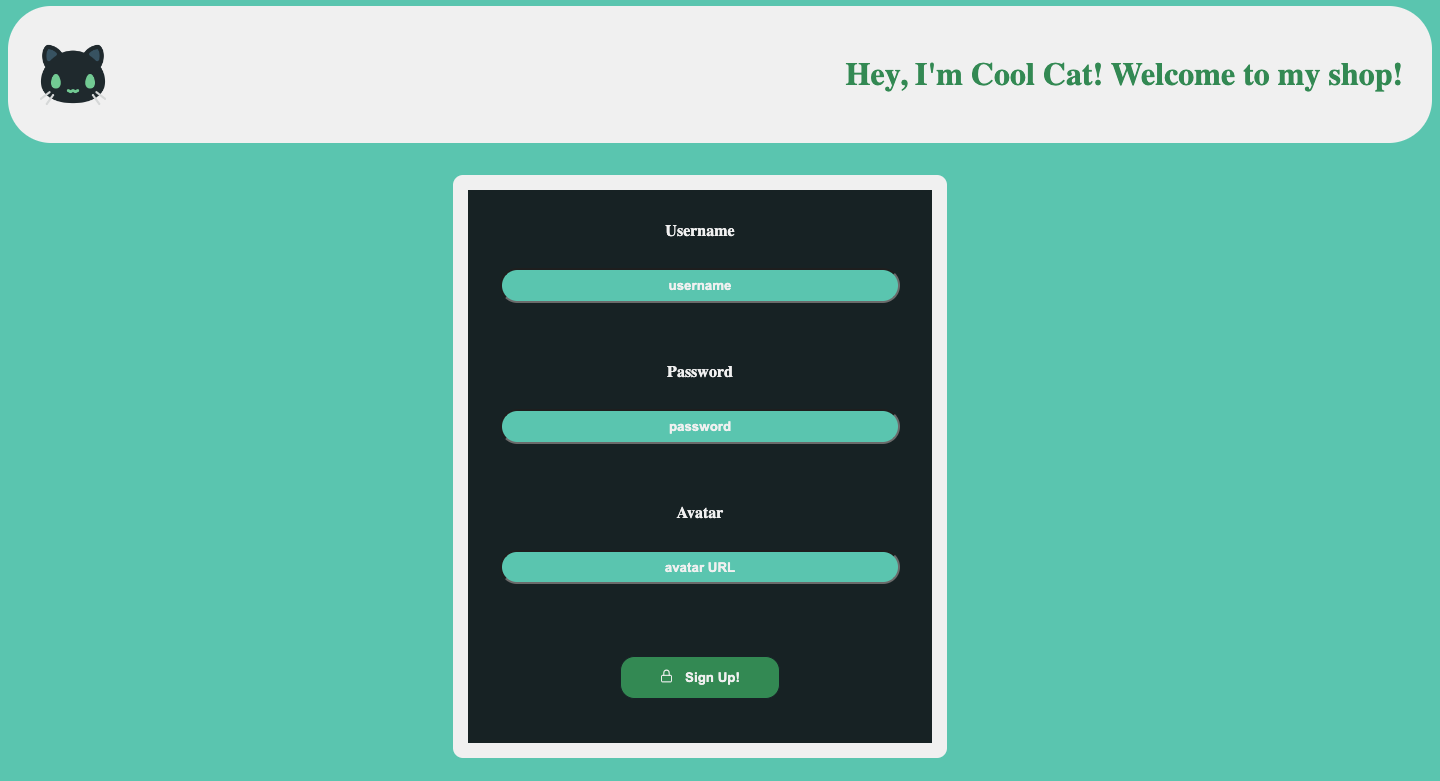 Hey, I'm Cool Cat! Welcome to my shop!
Username
username
Password
password
Avatar
avatar URL
Sign Up!